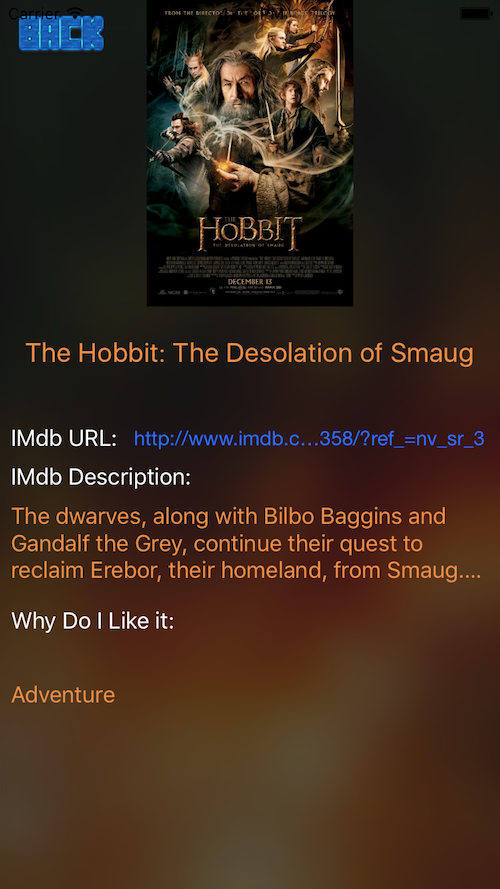 Carrier
BACK
FROM THE DIRECTOR OF THE LORD OF THE RINGS TRILOGY
THE
HOBBIT
THE DESOLATION OF SMAUG
DECEMBER 13
The Hobbit: The Desolation of Smaug
IMdb URL: http://www.imdb.c...358/?ref_=nv_sr_3
IMdb Description:
The dwarves, along with Bilbo Baggins and
Gandalf the Grey, continue their quest to
reclaim Erebor, their homeland, from Smaug....
Why Do I Like it:
Adventure